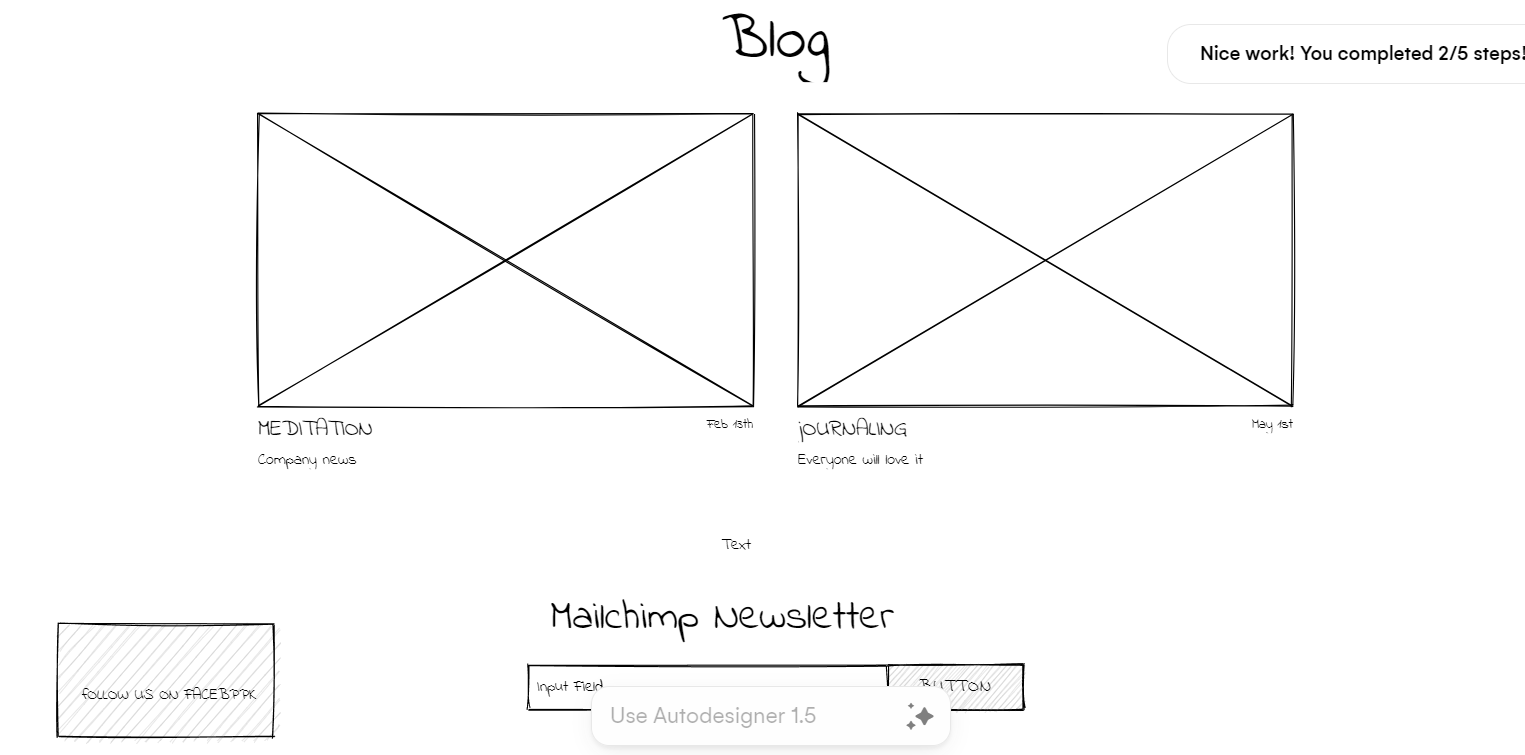 Blog
Nice work! You completed 2/5 steps!
MEDITATION
Feb 13th
jOURNALING
May 1st
Company news
Everyone will love it
Text
Mailchimp Newsletter
fOLLOW US ON FACEBPPK
Input Field
BUTTON
Use Autodesigner 1.5